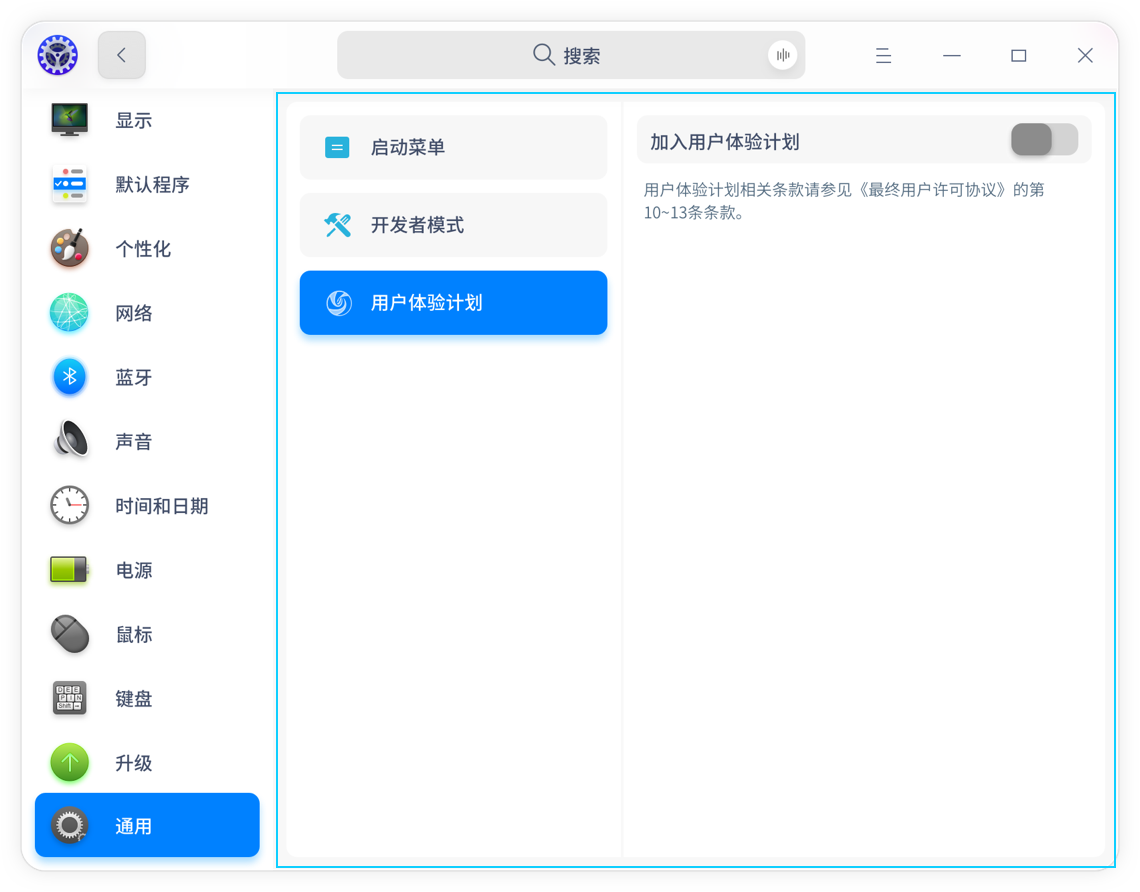 搜索
显示
默认程序
个性化
网络
蓝牙
声音
时间和日期
电源
鼠标
键盘
升级
通用
启动菜单
开发者模式
用户体验计划
加入用户体验计划
用户体验计划相关条款请参见《最终用户许可协议》的第
10~13条条款。